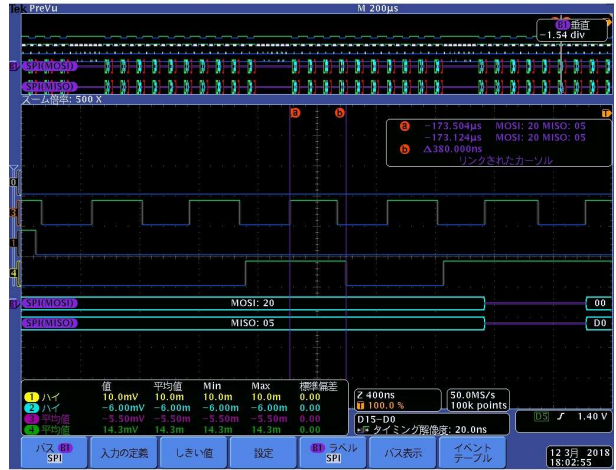 Tek PreVu
M 200µs
B1 垂直
-1.54 div
SPI(MOSI)
SPI(MISO)
ズーム倍率: 500 X
a b
a -173.504µs MOSI: 20 MISO: 05
-173.124µs MOSI: 20 MISO: 05
b Δ380.000ns
リンクされたカーソル
SPI(MOSI) MOSI: 20 00
SPI(MISO) MISO: 05 D0
値 平均値 Min Max 標準偏差
1 ハイ 10.0mV 10.0m 10.0m 10.0m 0.00
2 ハイ -6.00mV -6.00m -6.00m -6.00m 0.00
3 平均値 -5.50mV -5.50m -5.50m -5.50m 0.00
4 平均値 14.3mV 14.3m 14.3m 14.3m 0.00
Z 400ns
T 100.0 %
50.0MS/s
100k points
D15-D0
タイミング解像度: 20.0ns
D5 1.40 V
バス B1
SPI
入力の定義
しきい値
設定
B1 ラベル
SPI
バス表示
イベント
テーブル
12 3月 2018
18:02:55